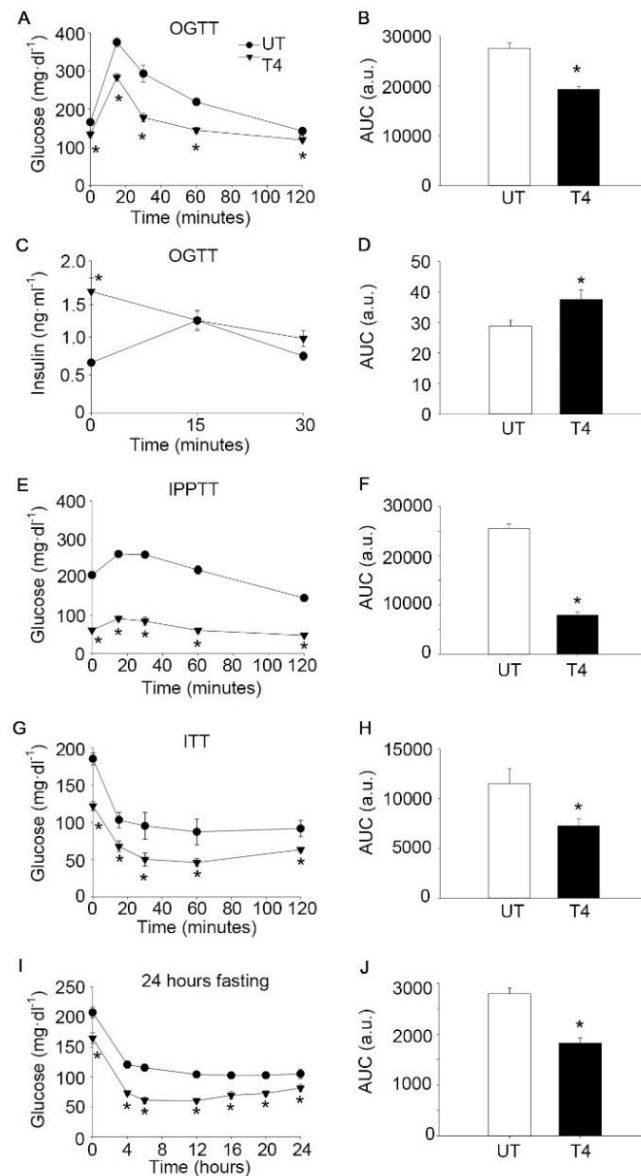 A
OGTT
UT
T4
Glucose (mg·dl⁻¹)
400
300
200
100
0
0 20 40 60 80 100 120
Time (minutes)
*
*
*
*
*
B
AUC (a.u.)
30000
20000
10000
0
*
UT T4
C
OGTT
Insulin (ng·ml⁻¹)
2.0
1.5
1.0
0.5
0
*
0 15 30
Time (minutes)
D
AUC (a.u.)
50
40
30
20
10
0
*
UT T4
E
IPPTT
Glucose (mg·dl⁻¹)
400
300
200
100
0
*
*
*
*
*
0 20 40 60 80 100 120
Time (minutes)
F
AUC (a.u.)
30000
20000
10000
0
*
UT T4
G
ITT
Glucose (mg·dl⁻¹)
200
150
100
50
0
*
*
*
*
*
0 20 40 60 80 100 120
Time (minutes)
H
AUC (a.u.)
15000
10000
5000
0
*
UT T4
I
24 hours fasting
Glucose (mg·dl⁻¹)
250
200
150
100
50
0
*
*
*
*
*
*
*
0 4 8 12 16 20 24
Time (hours)
J
AUC (a.u.)
3000
2000
1000
0
*
UT T4